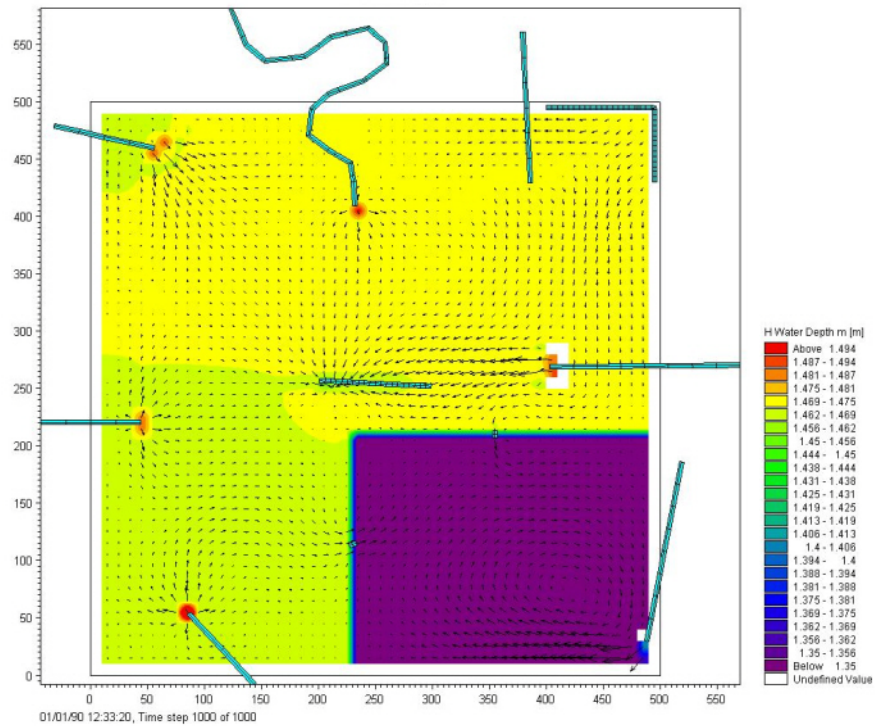 550
500
450
400
350
300
250
200
150
100
50
0
0 50 100 150 200 250 300 350 400 450 500 550
01/01/90 12:33:20, Time step 1000 of 1000
H Water Depth m [m]
Above 1.494
1.487 - 1.494
1.481 - 1.487
1.475 - 1.481
1.469 - 1.475
1.462 - 1.469
1.456 - 1.462
1.45 - 1.456
1.444 - 1.45
1.438 - 1.444
1.431 - 1.438
1.425 - 1.431
1.419 - 1.425
1.413 - 1.419
1.406 - 1.413
1.4 - 1.406
1.394 - 1.4
1.388 - 1.394
1.381 - 1.388
1.375 - 1.381
1.369 - 1.375
1.362 - 1.369
1.356 - 1.362
1.35 - 1.356
Below 1.35
Undefined Value